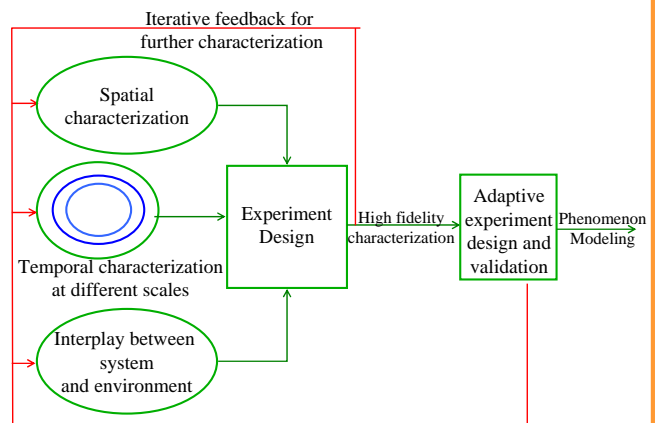 Iterative feedback for
further characterization
Spatial
characterization
Temporal characterization
at different scales
Interplay between
system
and environment
Experiment
Design
High fidelity
characterization
Adaptive
experiment
design and
validation
Phenomenon
Modeling